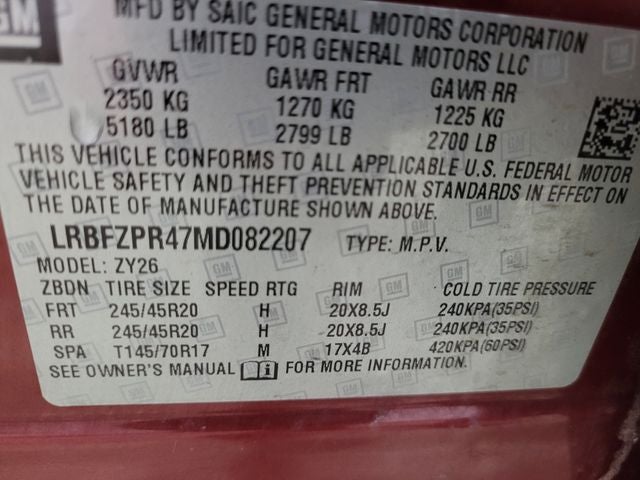 GM
MFD BY SAIC GENERAL MOTORS CORPORATION
LIMITED FOR GENERAL MOTORS LLC
GVWR GAWR FRT GAWR RR
2350 KG 1270 KG 1225 KG
5180 LB 2799 LB 2700 LB
THIS VEHICLE CONFORMS TO ALL APPLICABLE U.S. FEDERAL MOTOR
VEHICLE SAFETY AND THEFT PREVENTION STANDARDS IN EFFECT ON
THE DATE OF MANUFACTURE SHOWN ABOVE.
LRBFZPR47MD082207 TYPE: M.P.V.
MODEL: ZY26
ZBDN TIRE SIZE SPEED RTG RIM COLD TIRE PRESSURE
FRT 245/45R20 H 20X8.5J 240KPA(35PSI)
RR 245/45R20 H 20X8.5J 240KPA(35PSI)
SPA T145/70R17 M 17X4B 420KPA(60PSI)
SEE OWNER'S MANUAL i FOR MORE INFORMATION.